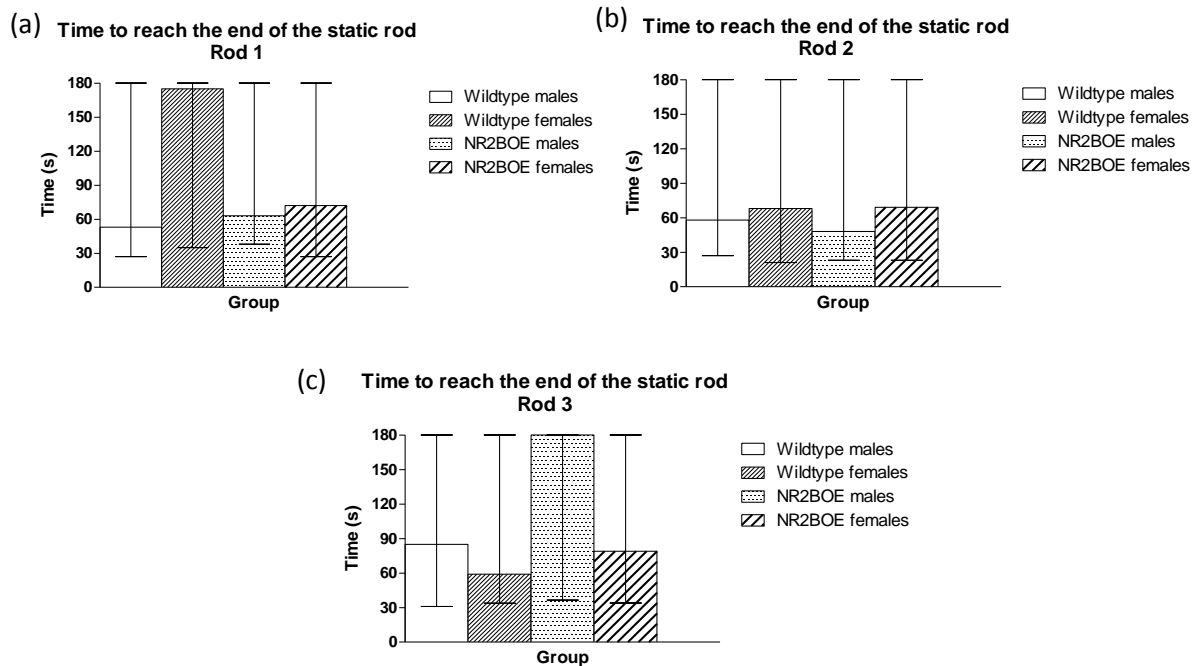 (a)
Time to reach the end of the static rod
Rod 1
180
150
120
90
60
30
0
Time (s)
Group
Wildtype males
Wildtype females
NR2BOE males
NR2BOE females
(b)
Time to reach the end of the static rod
Rod 2
180
150
120
90
60
30
0
Time (s)
Group
Wildtype males
Wildtype females
NR2BOE males
NR2BOE females
(c)
Time to reach the end of the static rod
Rod 3
180
150
120
90
60
30
0
Time (s)
Group
Wildtype males
Wildtype females
NR2BOE males
NR2BOE females